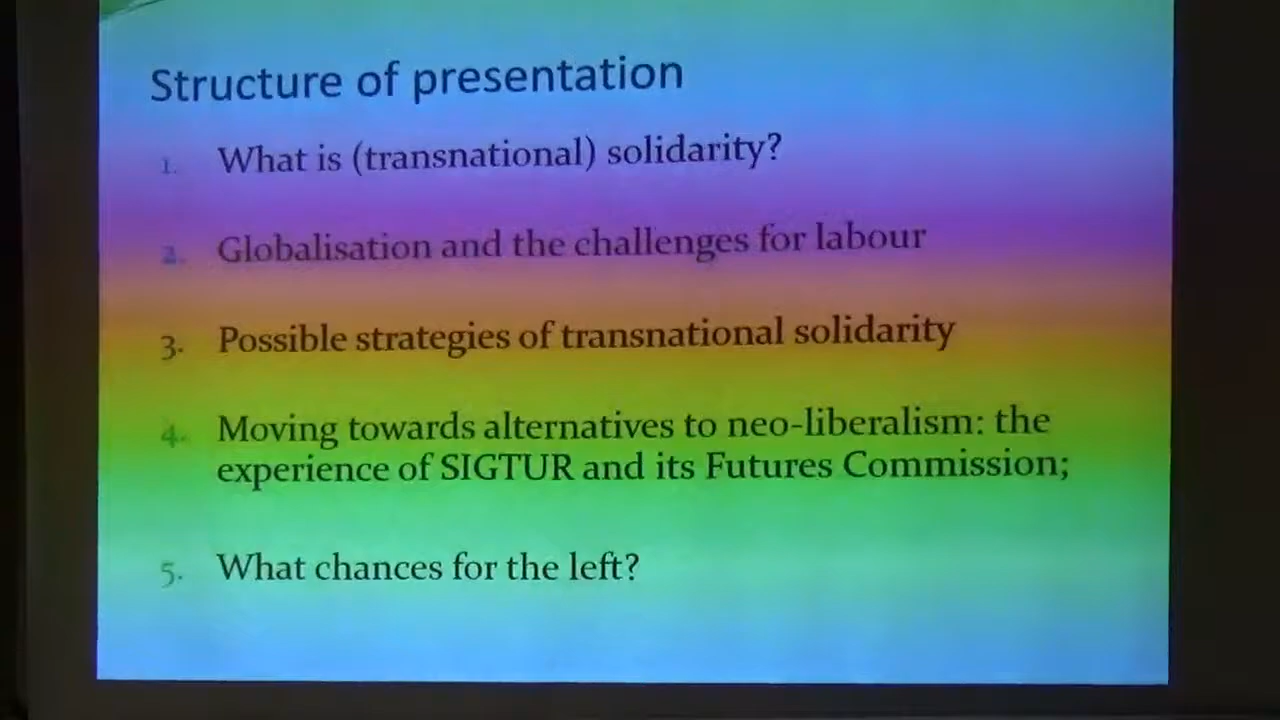 Structure of presentation
1. What is (transnational) solidarity?
2. Globalisation and the challenges for labour
3. Possible strategies of transnational solidarity
4. Moving towards alternatives to neo-liberalism: the
experience of SIGTUR and its Futures Commission;
5. What chances for the left?